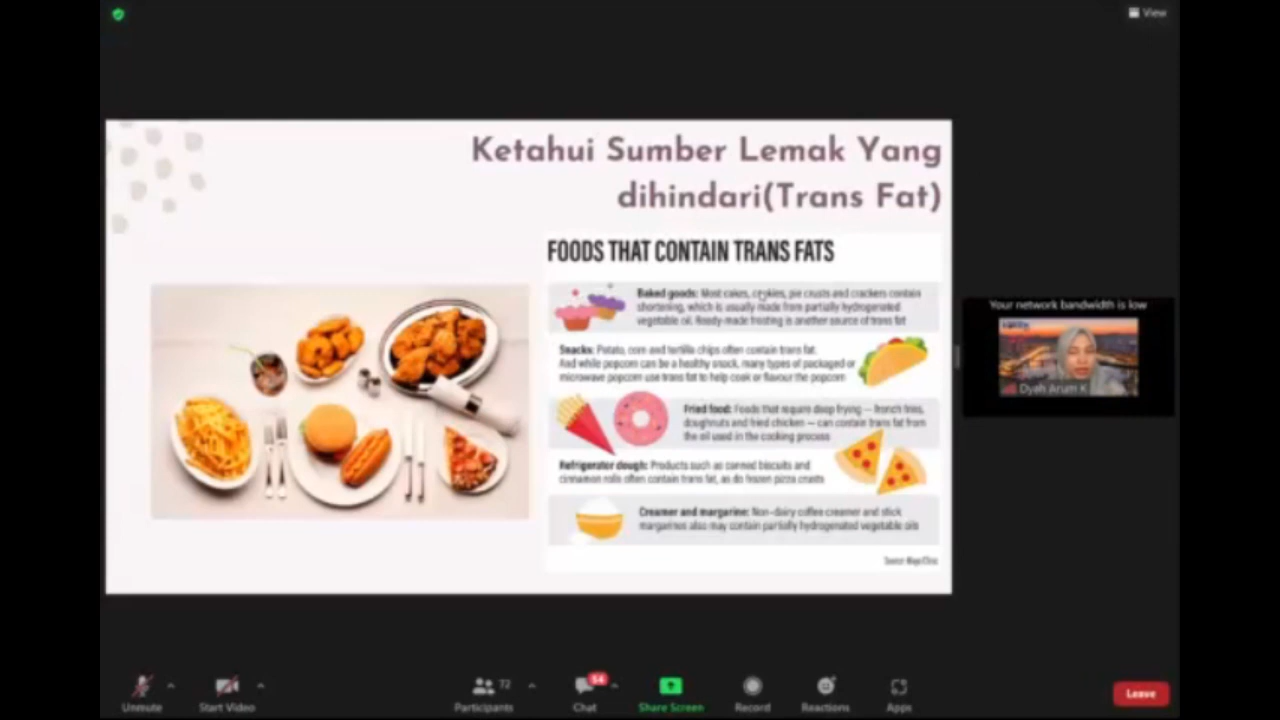 View
Ketahui Sumber Lemak Yang
dihindari(Trans Fat)
FOODS THAT CONTAIN TRANS FATS
Baked goods: Most cakes, cookies, pie crusts and crackers contain
shortening, which is usually made from partially hydrogenated
vegetable oil. Ready-made frosting is another source of trans fat
Snacks: Potato, corn and tortilla chips often contain trans fat.
And while popcorn can be a healthy snack, many types of packaged or
microwave popcorn use trans fat to help cook or flavour the popcorn
Fried food: Foods that require deep frying — french fries,
doughnuts and fried chicken — can contain trans fat from
the oil used in the cooking process
Refrigerator dough: Products such as canned biscuits and
cinnamon rolls often contain trans fat, as do frozen pizza crusts
Creamer and margarine: Non-dairy coffee creamer and stick
margarines also may contain partially hydrogenated vegetable oils
Source: Mayo Clinic
Your network bandwidth is low
Dyah Arum K
Unmute
Start Video
72
Participants
54
Chat
Share Screen
Record
Reactions
Apps
Leave